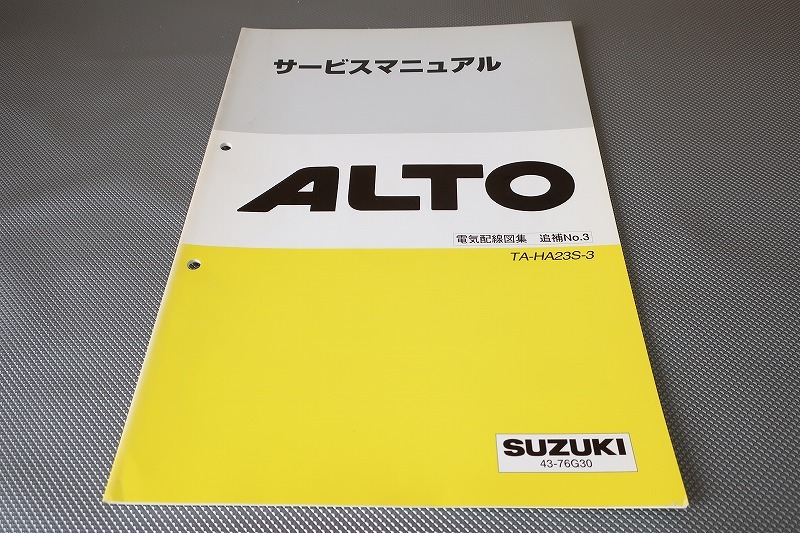 サービスマニュアル
ALTO
電気配線図集 追補No.3
TA-HA23S-3
SUZUKI
43-76G30